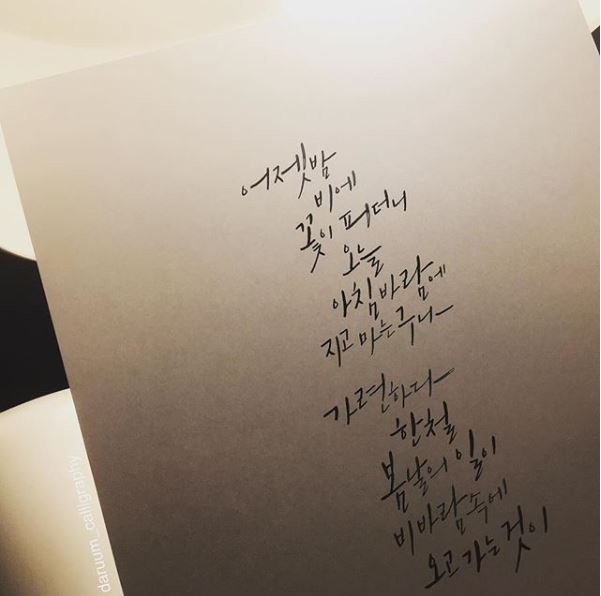 어젯밤
비에
꽃이 피더니
오늘
아침 바람에
지고 마는구나
가련하다
한철
봄날의 일이
비바람 속에
오고 가는 것이
daruum_calligraphy